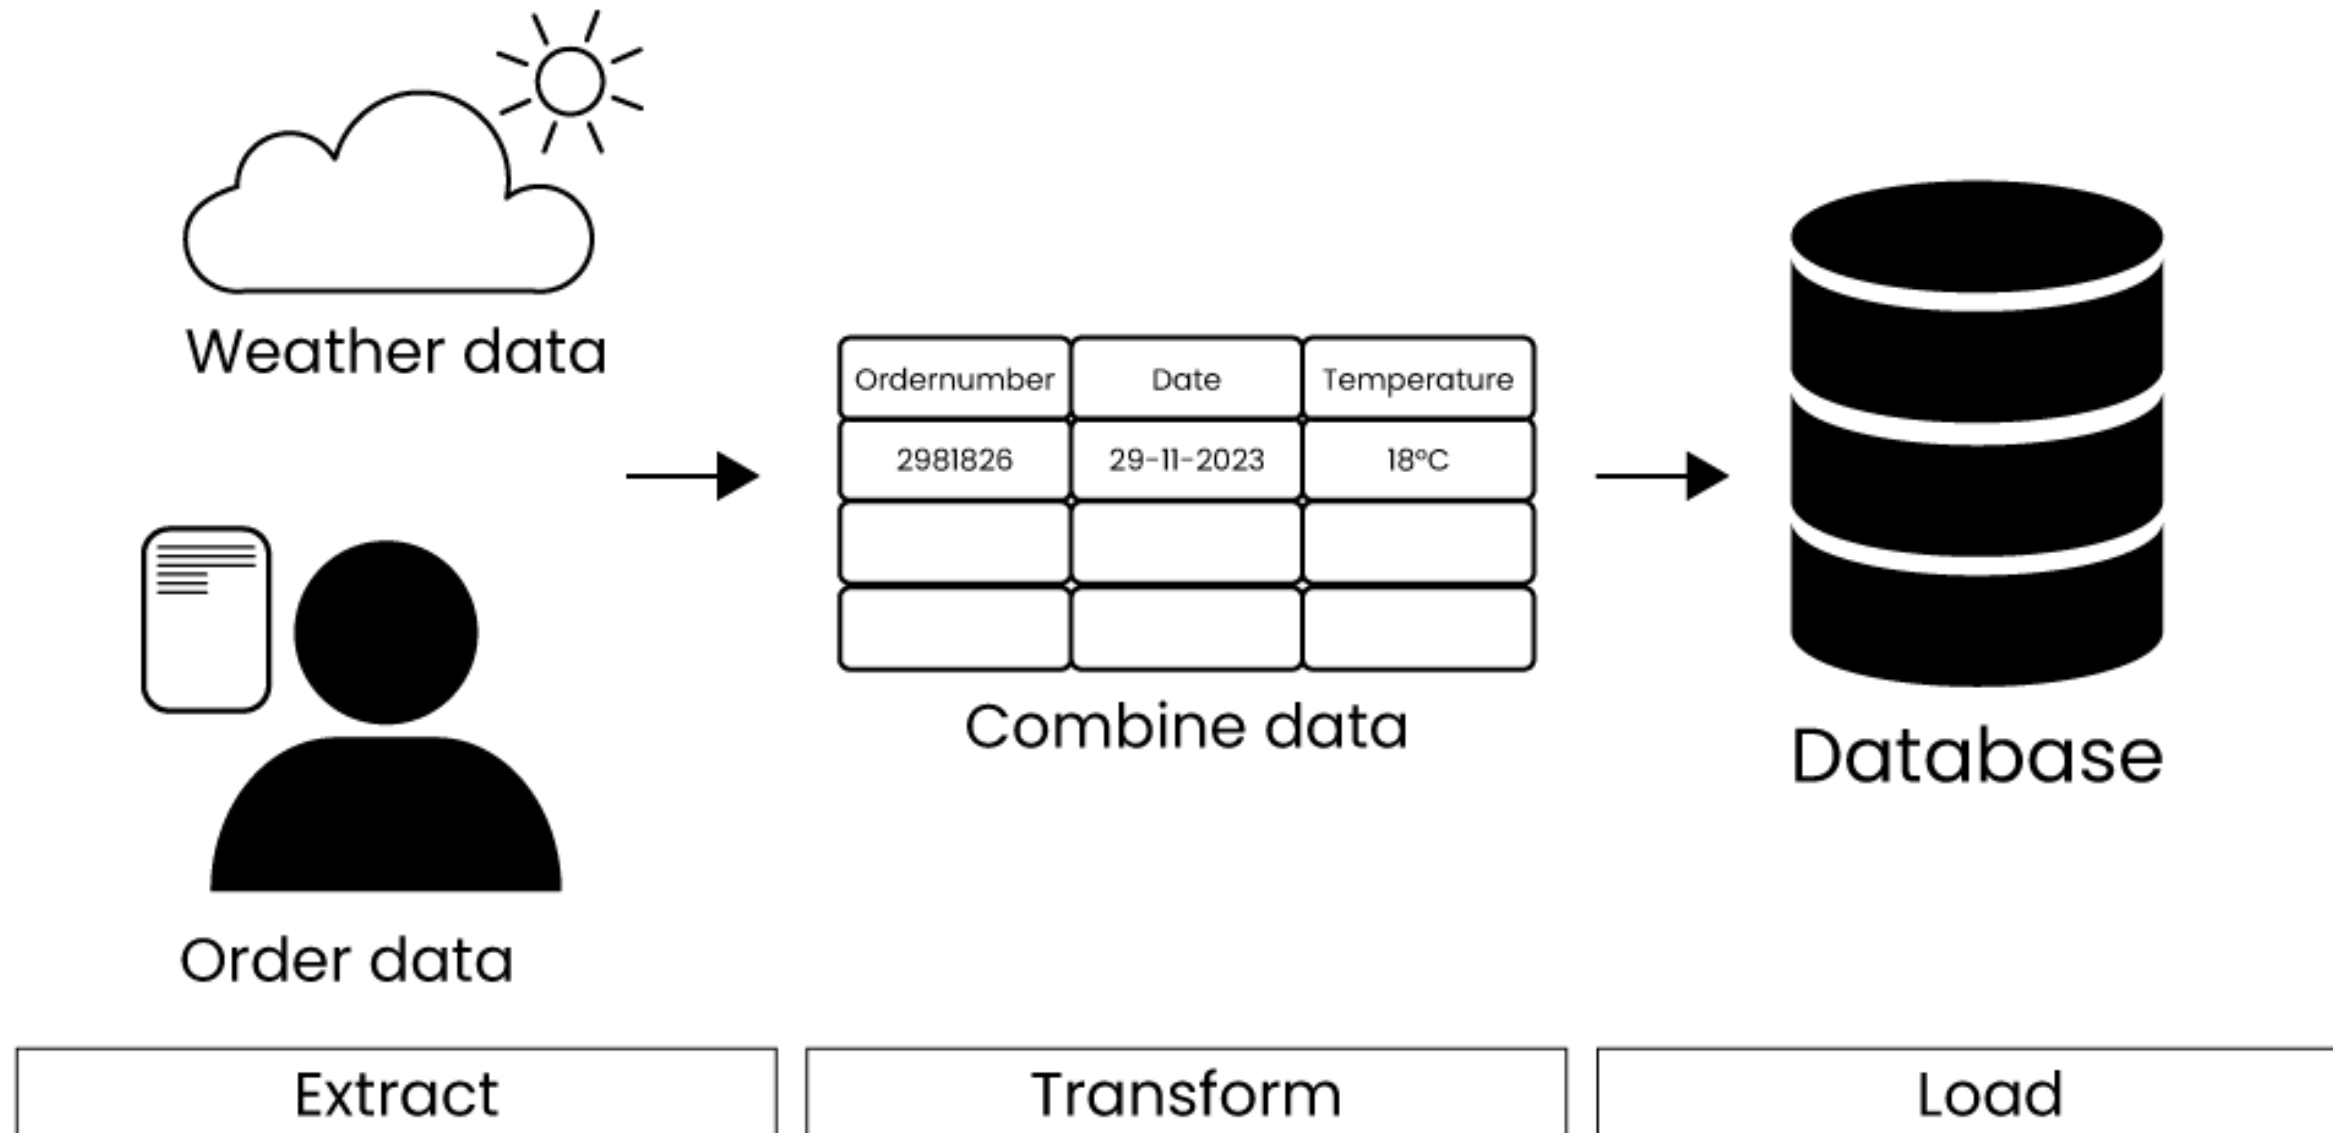 Weather data
Order data
Ordernumber Date Temperature
2981826 29-11-2023 18°C
Combine data
Database
Extract Transform Load